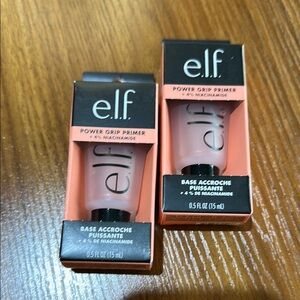 e.l.f.
POWER GRIP PRIMER
+ 4% NIACINAMIDE
e.l.f.
BASE ACCROCHE
PUISSANTE
+ 4 % DE NIACINAMIDE
0.5 FL OZ (15 mL)
e.l.f.
POWER GRIP PRIMER
+ 4% NIACINAMIDE
e.l.f.
BASE ACCROCHE
PUISSANTE
+ 4 % DE NIACINAMIDE
0.5 FL OZ (15 mL)